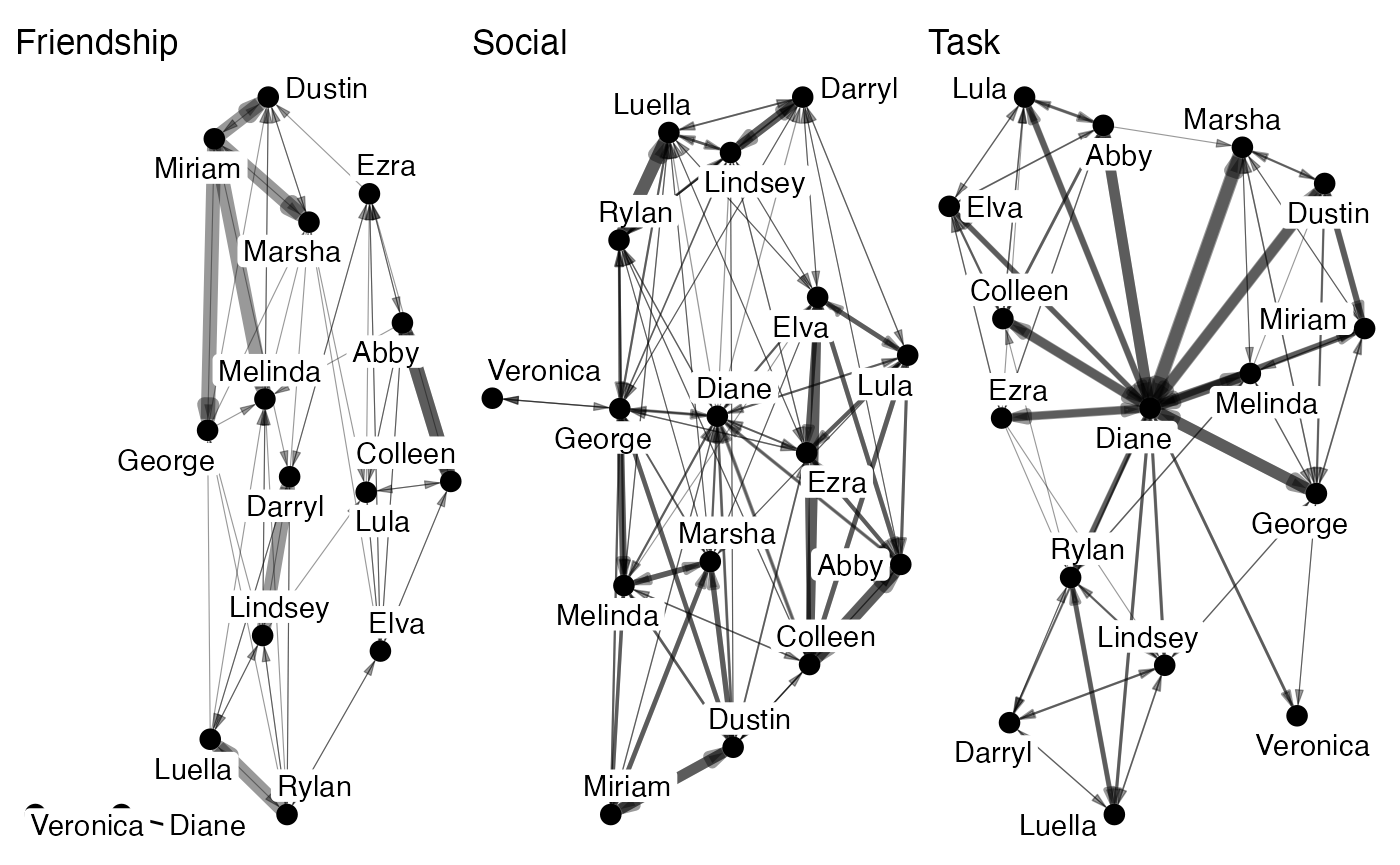 Friendship
Dustin
Miriam
Ezra
Marsha
Abby
Melinda
George
Colleen
Darryl
Lula
Lindsey
Elva
Luella
Rylan
Veronica
Diane
Social
Luella
Darryl
Lindsey
Rylan
Elva
Veronica
Diane
Lula
George
Ezra
Marsha
Abby
Melinda
Colleen
Dustin
Miriam
Task
Lula
Marsha
Abby
Elva
Dustin
Colleen
Miriam
Ezra
Melinda
Diane
George
Rylan
Lindsey
Darryl
Veronica
Luella